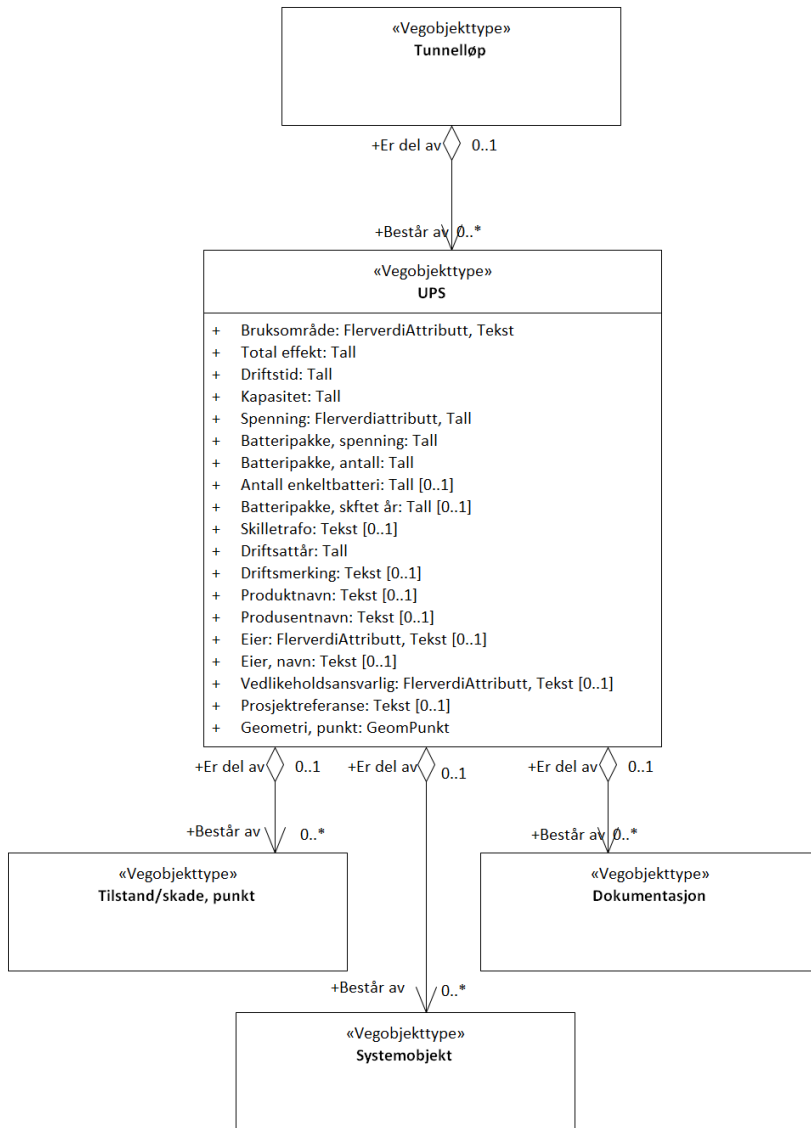 «Vegobjekttype»
Tunnelløp
+Er del av 0..1
+Består av 0..*
«Vegobjekttype»
UPS
+ Bruksområde: FlerverdiAttributt, Tekst
+ Total effekt: Tall
+ Driftstid: Tall
+ Kapasitet: Tall
+ Spenning: Flerverdiattributt, Tall
+ Batteripakke, spenning: Tall
+ Batteripakke, antall: Tall
+ Antall enkeltbatteri: Tall [0..1]
+ Batteripakke, skftet år: Tall [0..1]
+ Skilletrafo: Tekst [0..1]
+ Driftsattår: Tall
+ Driftsmerking: Tekst [0..1]
+ Produktnavn: Tekst [0..1]
+ Produsentnavn: Tekst [0..1]
+ Eier: FlerverdiAttributt, Tekst [0..1]
+ Eier, navn: Tekst [0..1]
+ Vedlikeholdsansvarlig: FlerverdiAttributt, Tekst [0..1]
+ Prosjektreferanse: Tekst [0..1]
+ Geometri, punkt: GeomPunkt
+Er del av 0..1 +Er del av 0..1 +Er del av 0..1
+Består av 0..* +Består av 0..*
«Vegobjekttype»
Tilstand/skade, punkt
«Vegobjekttype»
Dokumentasjon
+Består av 0..*
«Vegobjekttype»
Systemobjekt